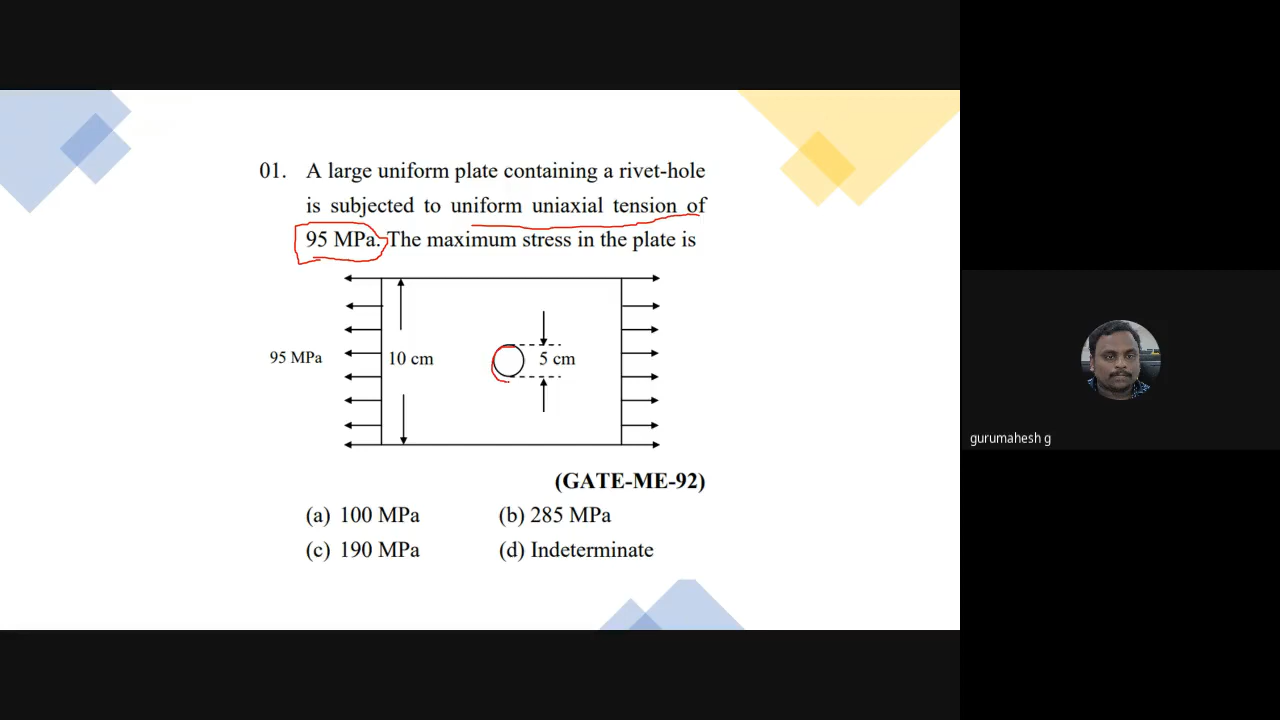 01. A large uniform plate containing a rivet-hole
is subjected to uniform uniaxial tension of
95 MPa. The maximum stress in the plate is
95 MPa
10 cm
5 cm
(GATE-ME-92)
(a) 100 MPa (b) 285 MPa
(c) 190 MPa (d) Indeterminate
gurumahesh g